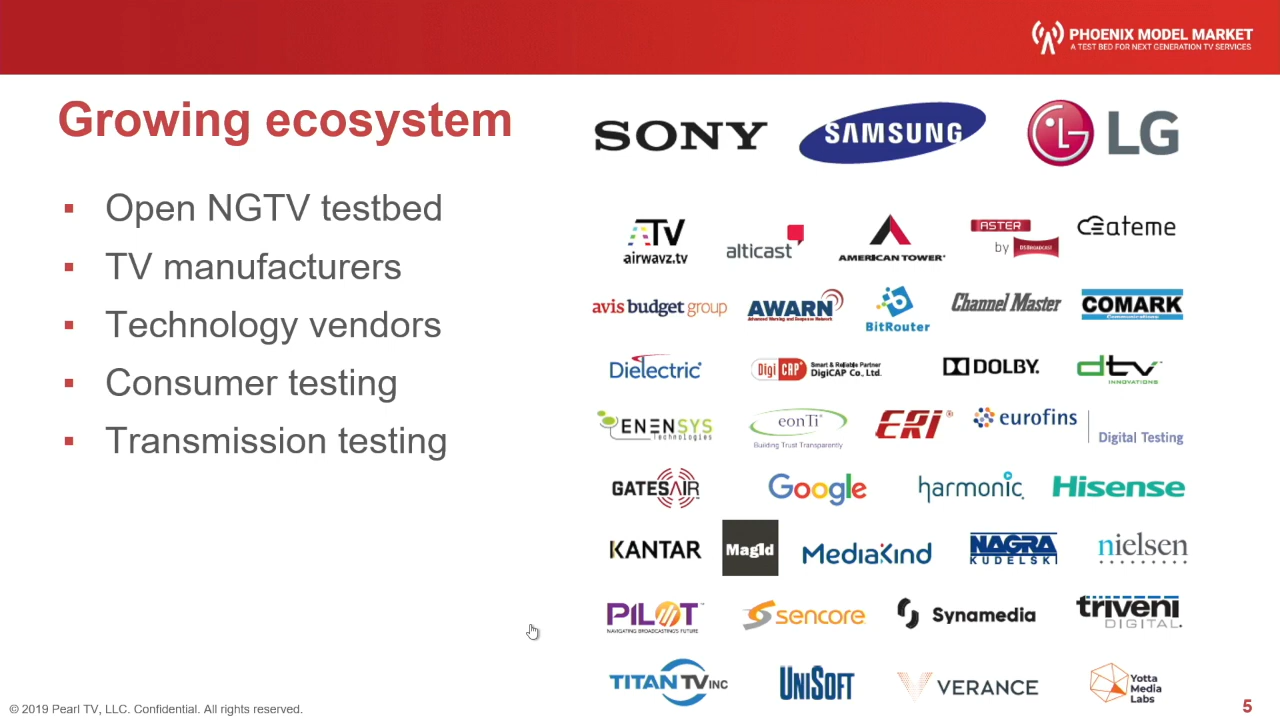 PHOENIX MODEL MARKET
A TEST BED FOR NEXT GENERATION TV SERVICES
Growing ecosystem
▪ Open NGTV testbed
▪ TV manufacturers
▪ Technology vendors
▪ Consumer testing
▪ Transmission testing
SONY SAMSUNG LG
ATV
airwavz.tv
alticast
AMERICAN TOWER®
ASTER
by DSBROADCAST
ateme
avis budget group
AWARN
Advanced Warning and Response Network
BitRouter
Channel Master
COMARK
Communications
DIELECTRIC
DigiCAP® Smart & Reliable Partner
DigiCAP Co., Ltd.
DOLBY.
dtv
INNOVATIONS
ENENSYS
Technologies
eonTi
Building Trust Transparently
ERI®
eurofins
Digital Testing
GATESAIR
Google
harmonic
Hisense
KANTAR
Magid
MEDIAKIND
NAGRA
KUDELSKI
nielsen
PILOT™
NAVIGATING BROADCASTING'S FUTURE
sencore
Synamedia
triveni
DIGITAL.
TITAN TV INC
UNISOFT
VERANCE
Yotta
Media
Labs
© 2019 Pearl TV, LLC. Confidential. All rights reserved.
5